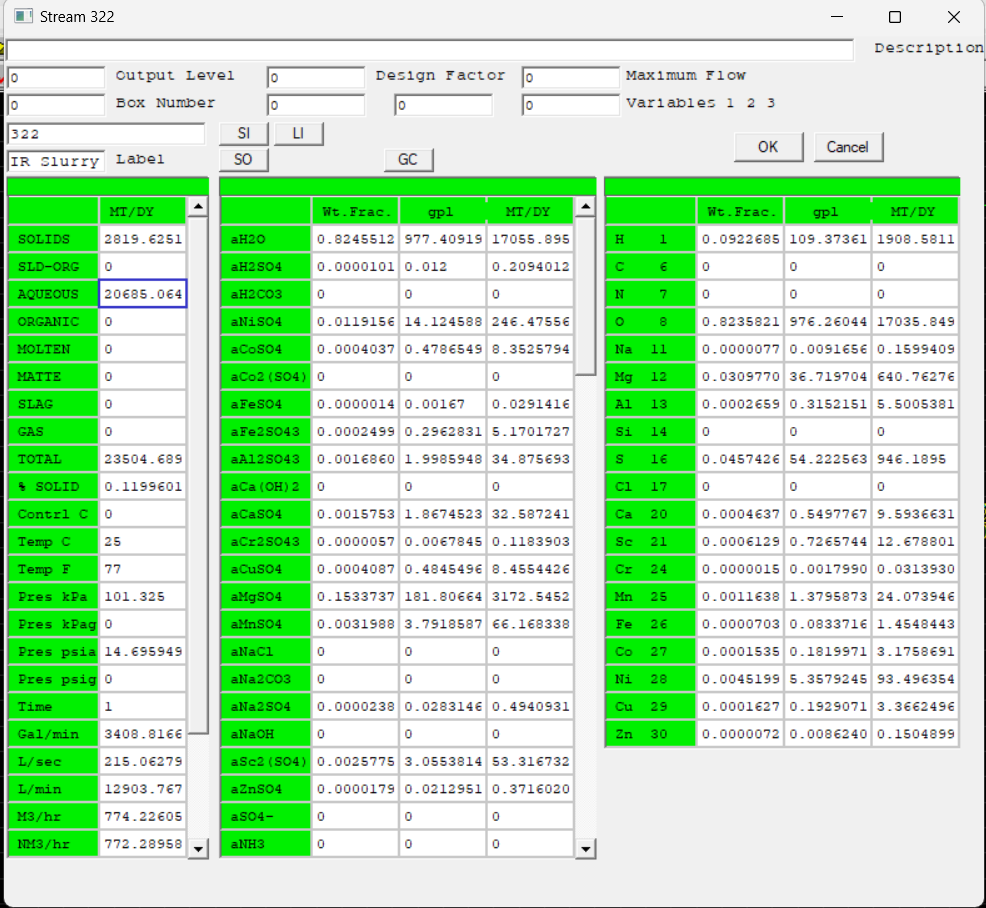 Stream 322
Description
0 Output Level 0 Design Factor 0 Maximum Flow
0 Box Number 0 0 0 Variables 1 2 3
322 SI LI
OK Cancel
IR Slurry Label SO GC
MT/DY
SOLIDS 2819.6251
SLD-ORG 0
AQUEOUS 20685.064
ORGANIC 0
MOLTEN 0
MATTE 0
SLAG 0
GAS 0
TOTAL 23504.689
% SOLID 0.1199601
Contrl C 0
Temp C 25
Temp F 77
Pres kPa 101.325
Pres kPag 0
Pres psia 14.695949
Pres psig 0
Time 1
Gal/min 3408.8166
L/sec 215.06279
L/min 12903.767
M3/hr 774.22605
NM3/hr 772.28958
Wt.Frac. gpl MT/DY
aH2O 0.8245512 977.40919 17055.895
aH2SO4 0.0000101 0.012 0.2094012
aH2CO3 0 0 0
aNiSO4 0.0119156 14.124588 246.47556
aCoSO4 0.0004037 0.4786549 8.3525794
aCo2(SO4) 0 0 0
aFeSO4 0.0000014 0.00167 0.0291416
aFe2SO43 0.0002499 0.2962831 5.1701727
aAl2SO43 0.0016860 1.9985948 34.875693
aCa(OH)2 0 0 0
aCaSO4 0.0015753 1.8674523 32.587241
aCr2SO43 0.0000057 0.0067845 0.1183903
aCuSO4 0.0004087 0.4845496 8.4554426
aMgSO4 0.1533737 181.80664 3172.5452
aMnSO4 0.0031988 3.7918587 66.168338
aNaCl 0 0 0
aNa2CO3 0 0 0
aNa2SO4 0.0000238 0.0283146 0.4940931
aNaOH 0 0 0
aSc2(SO4) 0.0025775 3.0553814 53.316732
aZnSO4 0.0000179 0.0212951 0.3716020
aSO4- 0 0 0
aNH3 0 0 0
Wt.Frac. gpl MT/DY
H 1 0.0922685 109.37361 1908.5811
C 6 0 0 0
N 7 0 0 0
O 8 0.8235821 976.26044 17035.849
Na 11 0.0000077 0.0091656 0.1599409
Mg 12 0.0309770 36.719704 640.76276
Al 13 0.0002659 0.3152151 5.5005381
Si 14 0 0 0
S 16 0.0457426 54.222563 946.1895
Cl 17 0 0 0
Ca 20 0.0004637 0.5497767 9.5936631
Sc 21 0.0006129 0.7265744 12.678801
Cr 24 0.0000015 0.0017990 0.0313930
Mn 25 0.0011638 1.3795873 24.073946
Fe 26 0.0000703 0.0833716 1.4548443
Co 27 0.0001535 0.1819971 3.1758691
Ni 28 0.0045199 5.3579245 93.496354
Cu 29 0.0001627 0.1929071 3.3662496
Zn 30 0.0000072 0.0086240 0.1504899